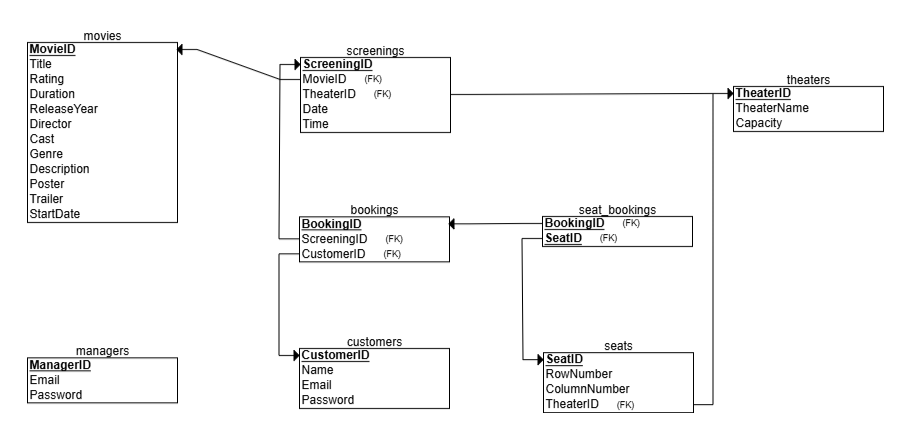 movies
MovieID
Title
Rating
Duration
ReleaseYear
Director
Cast
Genre
Description
Poster
Trailer
StartDate
screenings
ScreeningID
MovieID (FK)
TheaterID (FK)
Date
Time
theaters
TheaterID
TheaterName
Capacity
bookings
BookingID
ScreeningID (FK)
CustomerID (FK)
seat_bookings
BookingID (FK)
SeatID (FK)
managers
ManagerID
Email
Password
customers
CustomerID
Name
Email
Password
seats
SeatID
RowNumber
ColumnNumber
TheaterID (FK)